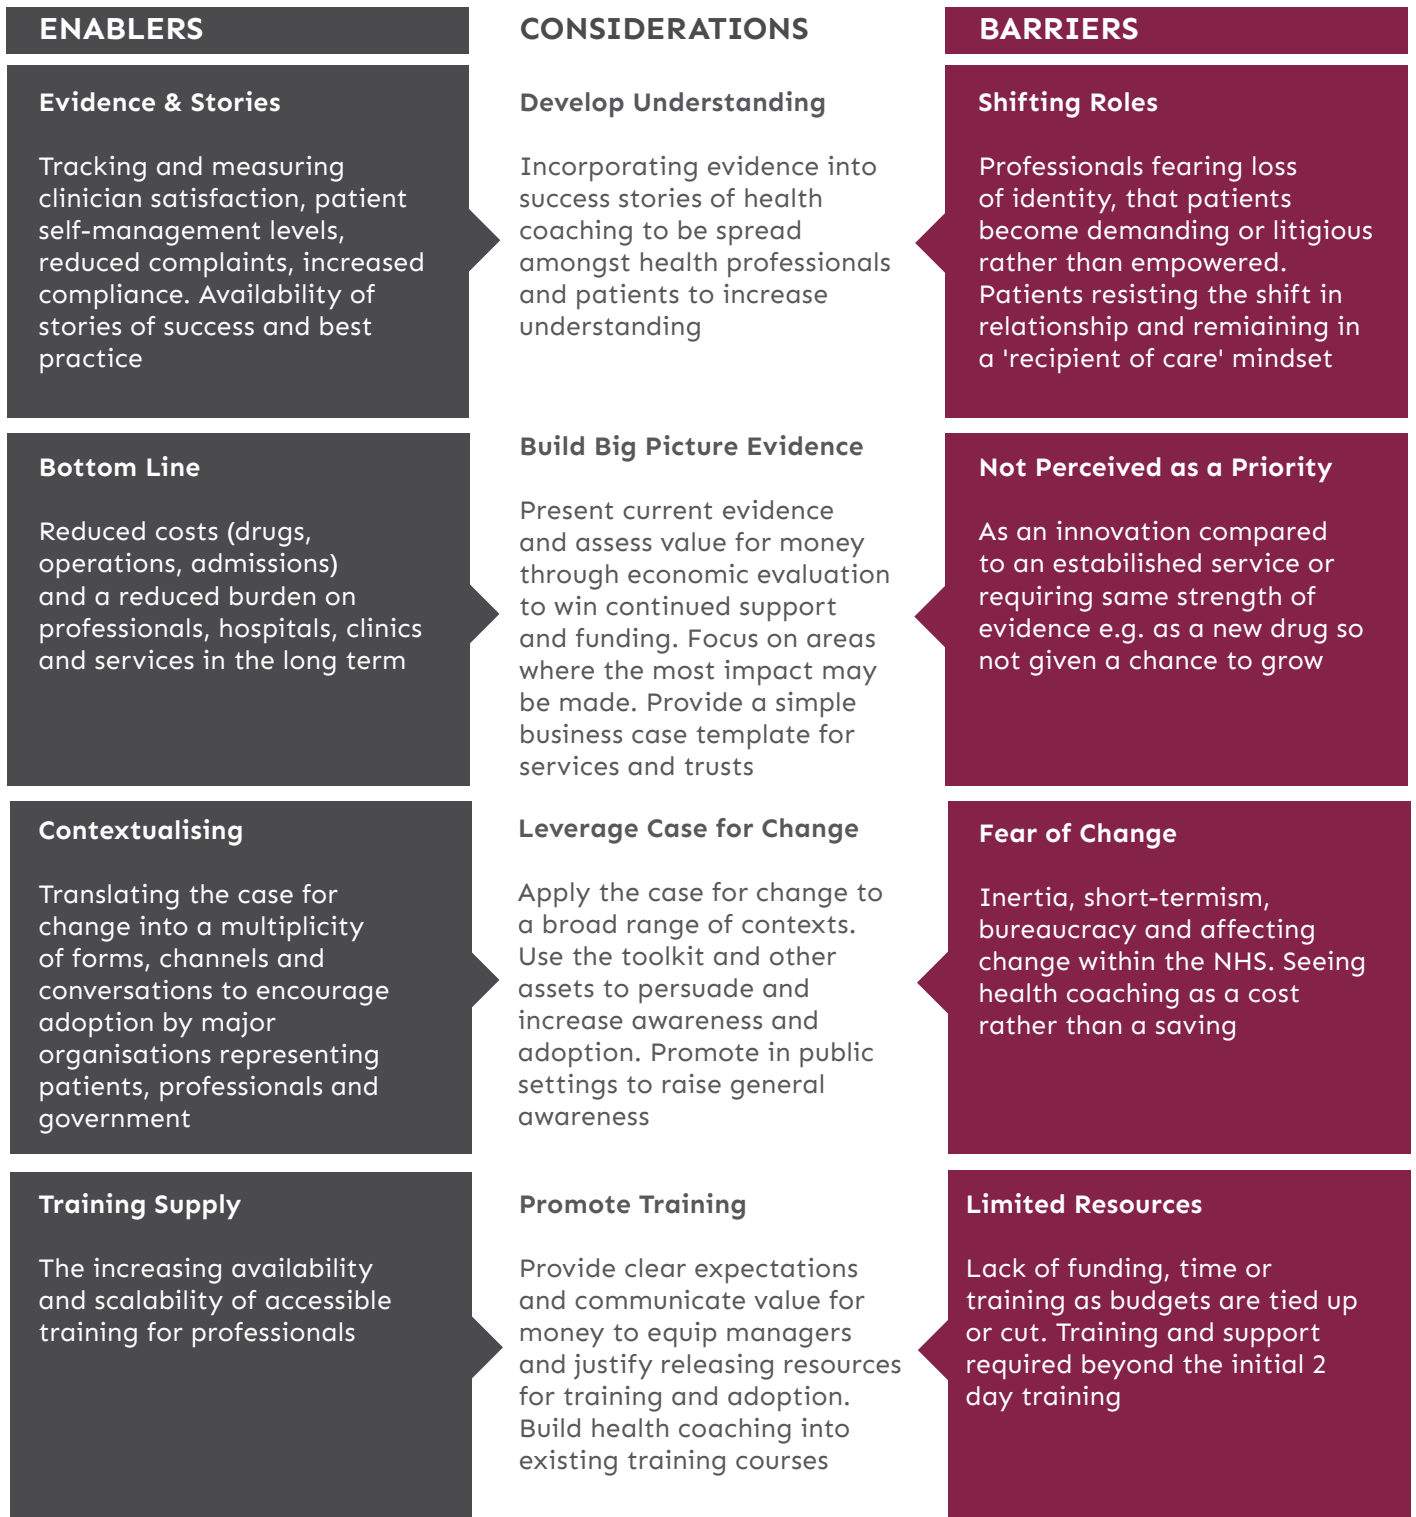 ENABLERS
CONSIDERATIONS
BARRIERS
Evidence & Stories
Tracking and measuring
clinician satisfaction, patient
self-management levels,
reduced complaints, increased
compliance. Availability of
stories of success and best
practice
Develop Understanding
Incorporating evidence into
success stories of health
coaching to be spread
amongst health professionals
and patients to increase
understanding
Shifting Roles
Professionals fearing loss
of identity, that patients
become demanding or litigious
rather than empowered.
Patients resisting the shift in
relationship and remiaining in
a 'recipient of care' mindset
Bottom Line
Reduced costs (drugs,
operations, admissions)
and a reduced burden on
professionals, hospitals, clinics
and services in the long term
Build Big Picture Evidence
Present current evidence
and assess value for money
through economic evaluation
to win continued support
and funding. Focus on areas
where the most impact may
be made. Provide a simple
business case template for
services and trusts
Not Perceived as a Priority
As an innovation compared
to an estabilished service or
requiring same strength of
evidence e.g. as a new drug so
not given a chance to grow
Contextualising
Translating the case for
change into a multiplicity
of forms, channels and
conversations to encourage
adoption by major
organisations representing
patients, professionals and
government
Leverage Case for Change
Apply the case for change to
a broad range of contexts.
Use the toolkit and other
assets to persuade and
increase awareness and
adoption. Promote in public
settings to raise general
awareness
Fear of Change
Inertia, short-termism,
bureaucracy and affecting
change within the NHS. Seeing
health coaching as a cost
rather than a saving
Training Supply
The increasing availability
and scalability of accessible
training for professionals
Promote Training
Provide clear expectations
and communicate value for
money to equip managers
and justify releasing resources
for training and adoption.
Build health coaching into
existing training courses
Limited Resources
Lack of funding, time or
training as budgets are tied up
or cut. Training and support
required beyond the initial 2
day training